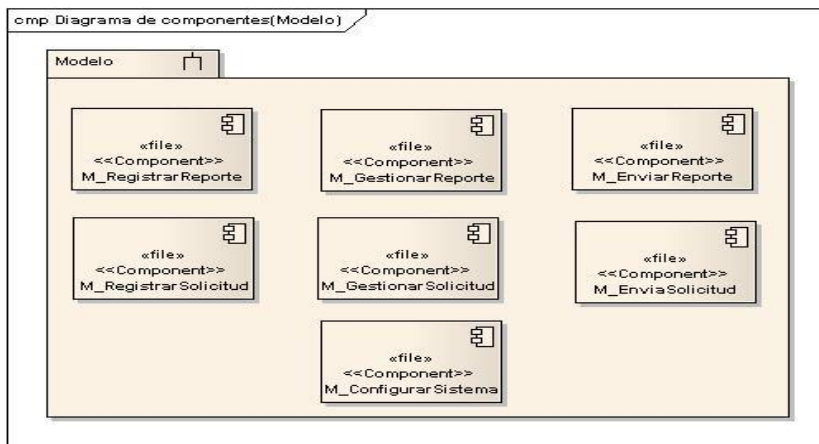 cmp Diagrama de componentes(Modelo)
Modelo
«file»
<<Component>>
M_RegistrarReporte
«file»
<<Component>>
M_GestionarReporte
«file»
<<Component>>
M_EnviarReporte
«file»
<<Component>>
M_RegistrarSolicitud
«file»
<<Component>>
M_GestionarSolicitud
«file»
<<Component>>
M_EnviaSolicitud
«file»
<<Component>>
M_ConfigurarSistema